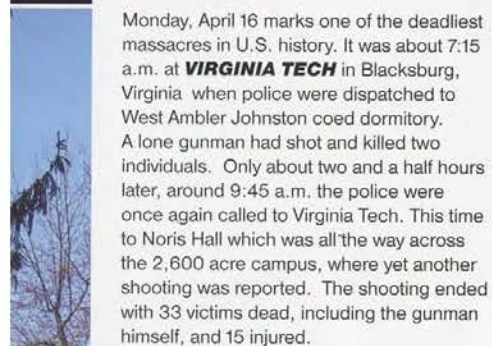 Monday, April 16 marks one of the deadliest
massacres in U.S. history. It was about 7:15
a.m. at VIRGINIA TECH in Blacksburg,
Virginia when police were dispatched to
West Ambler Johnston coed dormitory.
A lone gunman had shot and killed two
individuals. Only about two and a half hours
later, around 9:45 a.m. the police were
once again called to Virginia Tech. This time
to Noris Hall which was all the way across
the 2,600 acre campus, where yet another
shooting was reported. The shooting ended
with 33 victims dead, including the gunman
himself, and 15 injured.